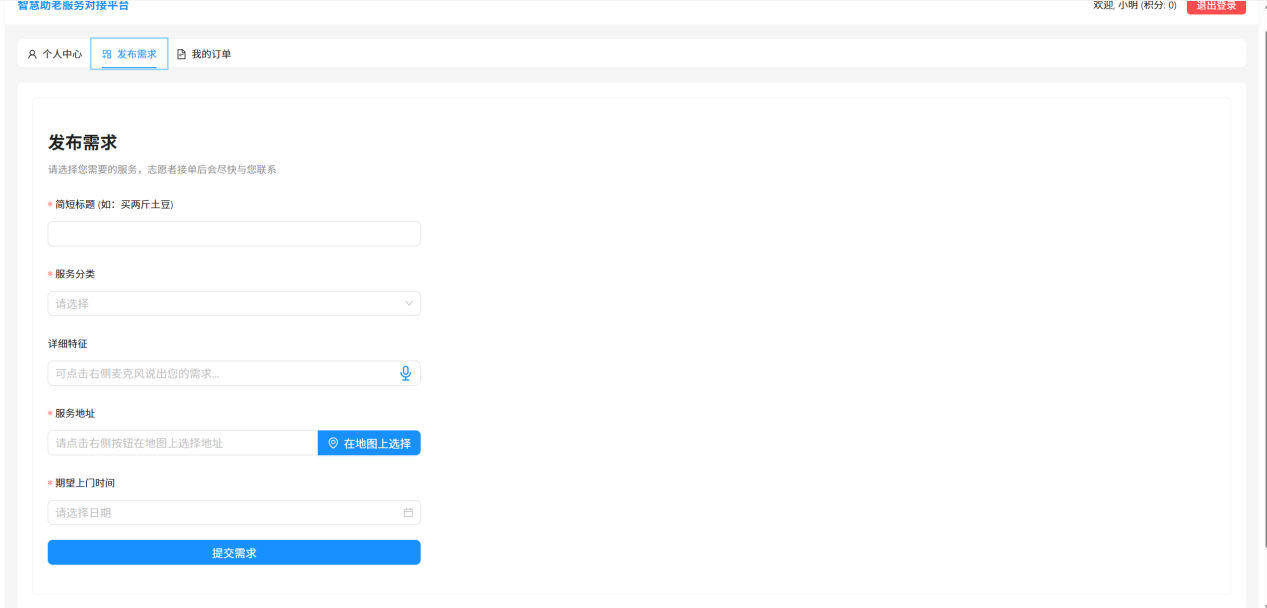 智慧助老服务对接平台
欢迎, 小明 (积分: 0)
退出登录
个人中心
发布需求
我的订单
发布需求
请选择您需要的服务，志愿者接单后会尽快与您联系
* 简短标题 (如：买两斤土豆)
* 服务分类
请选择
详细特征
可点击右侧麦克风说出您的需求...
* 服务地址
请点击右侧按钮在地图上选择地址
在地图上选择
* 期望上门时间
请选择日期
提交需求